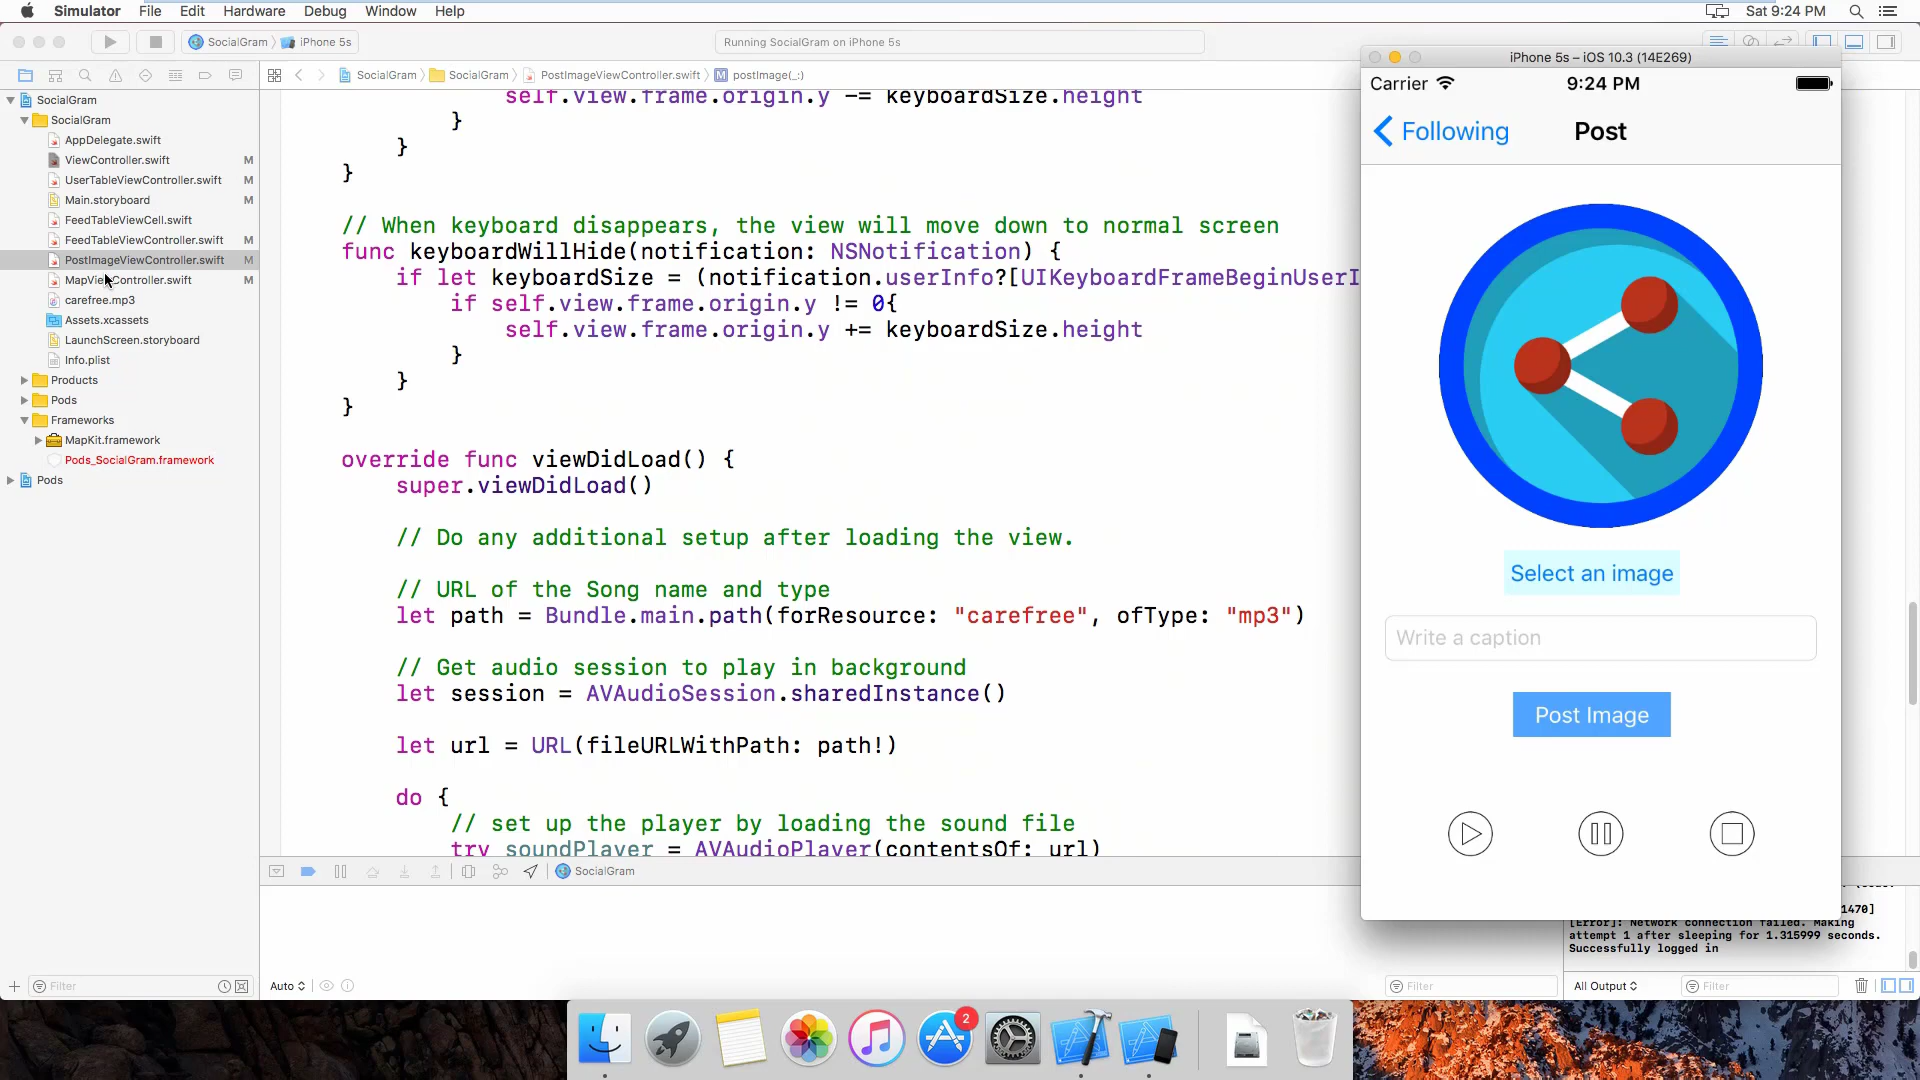 Simulator File Edit Hardware Debug Window Help
Sat 9:24 PM
SocialGram iPhone 5s
Running SocialGram on iPhone 5s
iPhone 5s – iOS 10.3 (14E269)
SocialGram SocialGram PostImageViewController.swift M postImage(_:)
SocialGram
SocialGram
AppDelegate.swift
ViewController.swift M
UserTableViewController.swift M
Main.storyboard M
FeedTableViewCell.swift
FeedTableViewController.swift M
PostImageViewController.swift M
MapViewController.swift M
carefree.mp3
Assets.xcassets
LaunchScreen.storyboard
Info.plist
Products
Pods
Frameworks
MapKit.framework
Pods_SocialGram.framework
Pods
Filter
self.view.frame.origin.y -= keyboardSize.height
}
}
}
// When keyboard disappears, the view will move down to normal screen
func keyboardWillHide(notification: NSNotification) {
if let keyboardSize = (notification.userInfo?[UIKeyboardFrameBeginUserI
if self.view.frame.origin.y != 0{
self.view.frame.origin.y += keyboardSize.height
}
}
}
override func viewDidLoad() {
super.viewDidLoad()
// Do any additional setup after loading the view.
// URL of the Song name and type
let path = Bundle.main.path(forResource: "carefree", ofType: "mp3")
// Get audio session to play in background
let session = AVAudioSession.sharedInstance()
let url = URL(fileURLWithPath: path!)
do {
// set up the player by loading the sound file
try soundPlayer = AVAudioPlayer(contentsOf: url)
SocialGram
Auto
Filter
Carrier 9:24 PM
Following Post
Select an image
Write a caption
Post Image
1470]
[Error]: Network connection failed. Making
attempt 1 after sleeping for 1.315999 seconds.
Successfully logged in
All Output
Filter
2